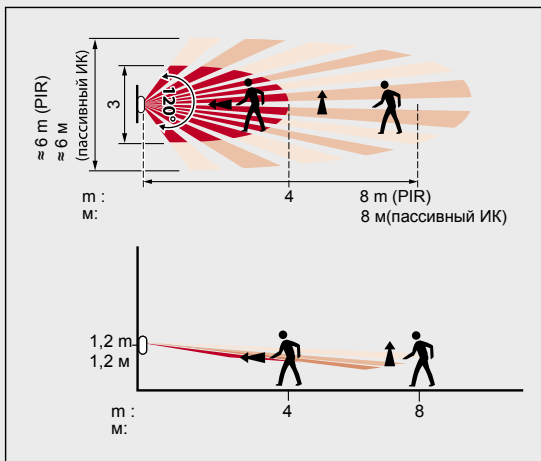 ≈ 6 m (PIR)
≈ 6 м
(пассивный ИК)
3
120°
m :
м:
4
8 m (PIR)
8 м(пассивный ИК)
1,2 m
1,2 м
m :
м:
4
8